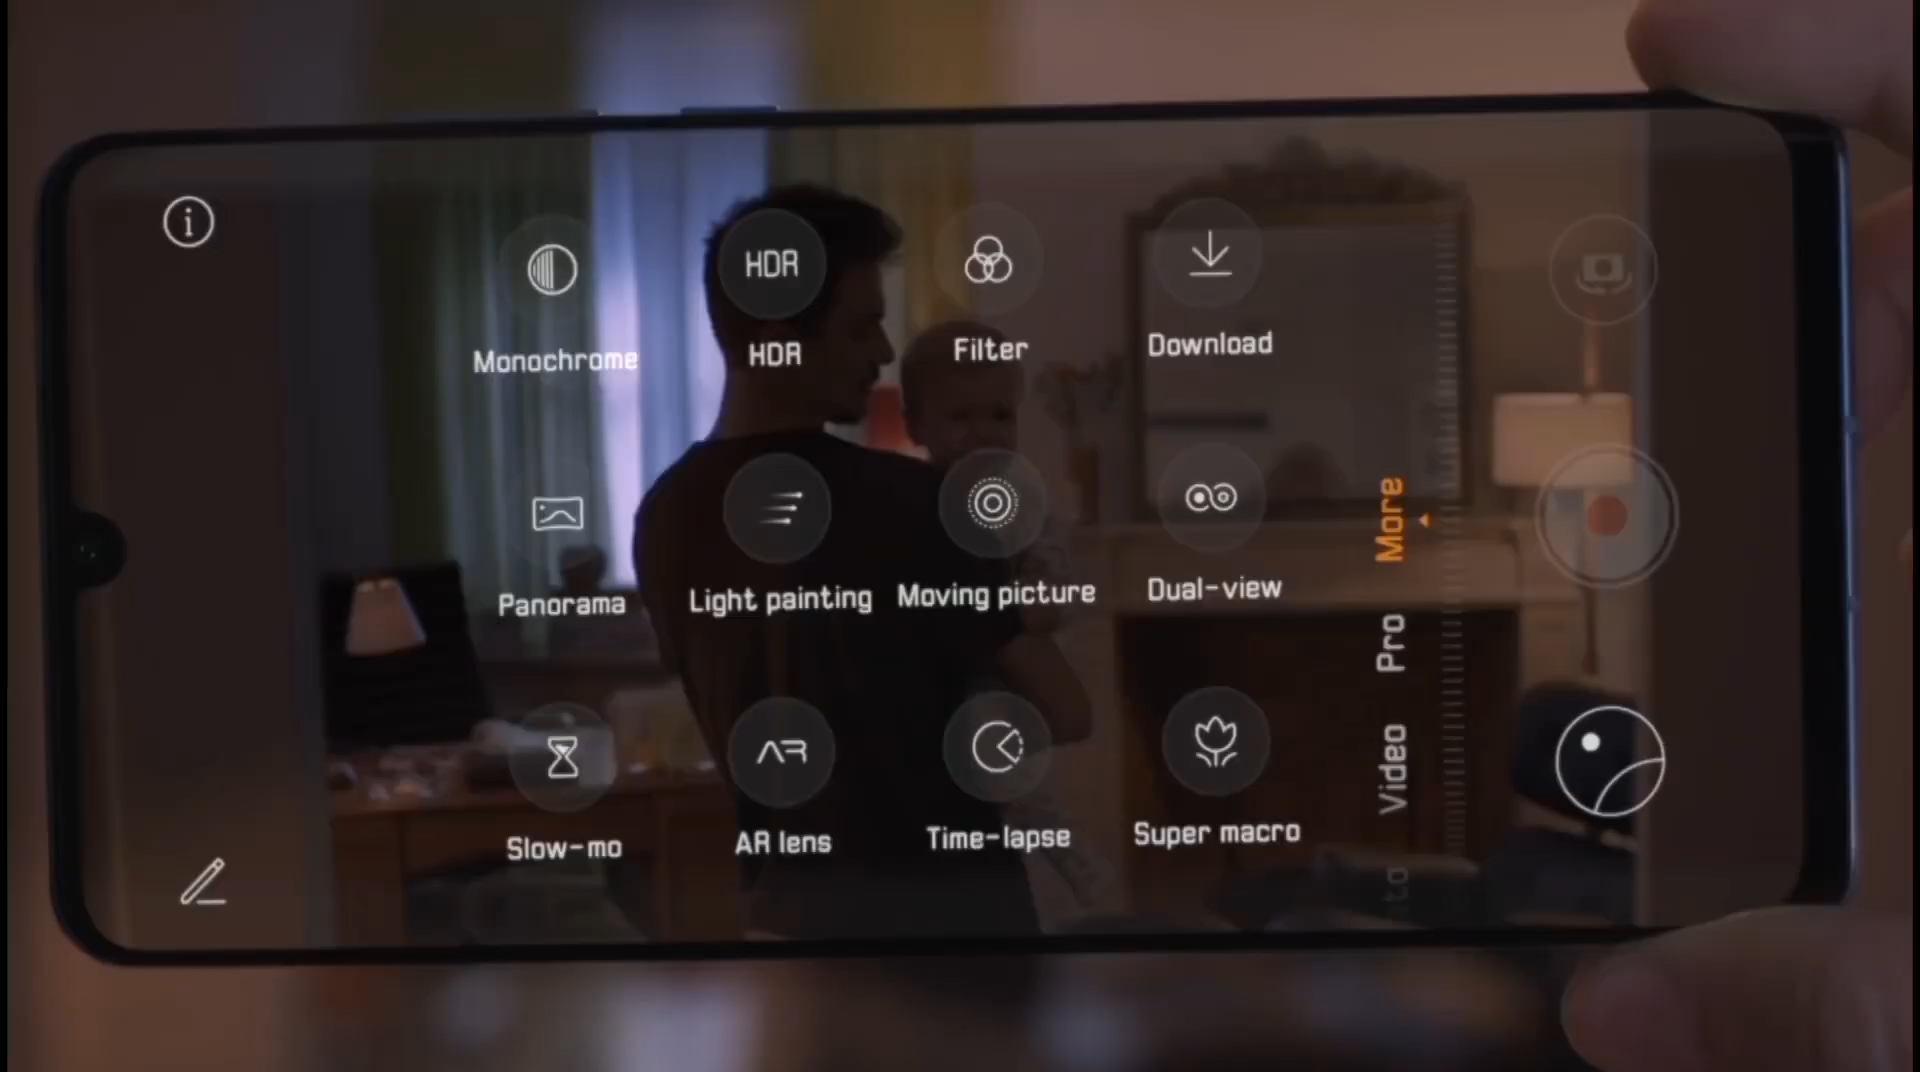 HDR
Monochrome
HDR
Filter
Download
Panorama
Light painting
Moving picture
Dual-view
AR
Slow-mo
AR lens
Time-lapse
Super macro
More
Pro
Video